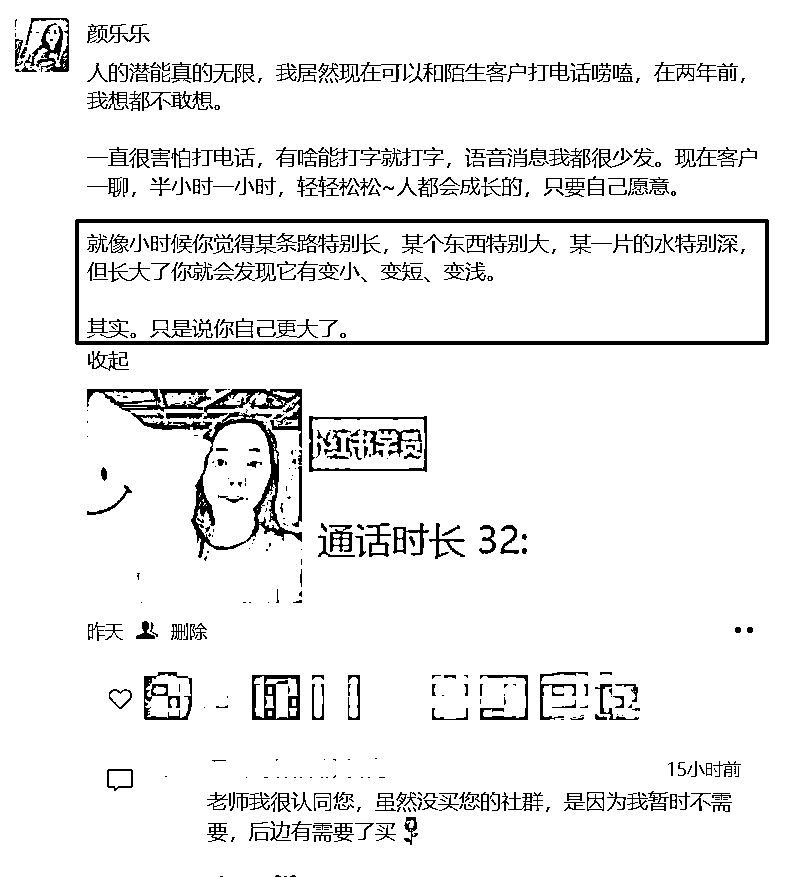 颜乐乐
人的潜能真的无限，我居然现在可以和陌生客户打电话唠嗑，在两年前，
我想都不敢想。
一直很害怕打电话，有啥能打字就打字，语音消息我都很少发。现在客户
一聊，半小时一小时，轻轻松松~人都会成长的，只要自己愿意。
就像小时候你觉得某条路特别长，某个东西特别大，某一片的水特别深，
但长大了你就会发现它有变小、变短、变浅。
其实。只是说你自己更大了。
收起
小红书学员
通话时长 32:
昨天 删除
15小时前
老师我很认同您，虽然没买您的社群，是因为我暂时不需
要，后边有需要了买🌹